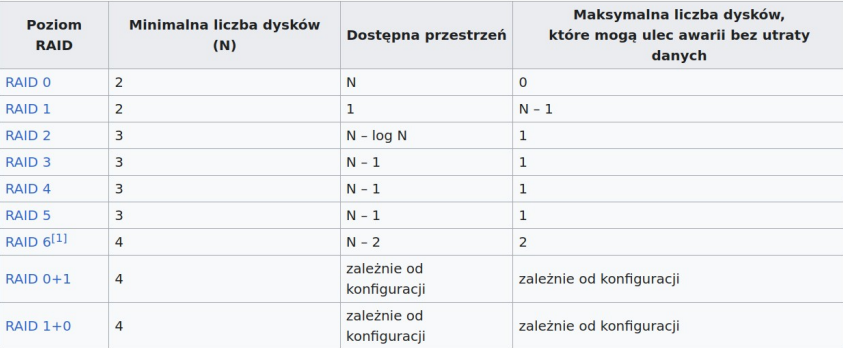 Poziom RAID | Minimalna liczba dysków (N) | Dostępna przestrzeń | Maksymalna liczba dysków, które mogą ulec awarii bez utraty danych
RAID 0 | 2 | N | 0
RAID 1 | 2 | 1 | N – 1
RAID 2 | 3 | N – log N | 1
RAID 3 | 3 | N – 1 | 1
RAID 4 | 3 | N – 1 | 1
RAID 5 | 3 | N – 1 | 1
RAID 6[1] | 4 | N – 2 | 2
RAID 0+1 | 4 | zależnie od konfiguracji | zależnie od konfiguracji
RAID 1+0 | 4 | zależnie od konfiguracji | zależnie od konfiguracji